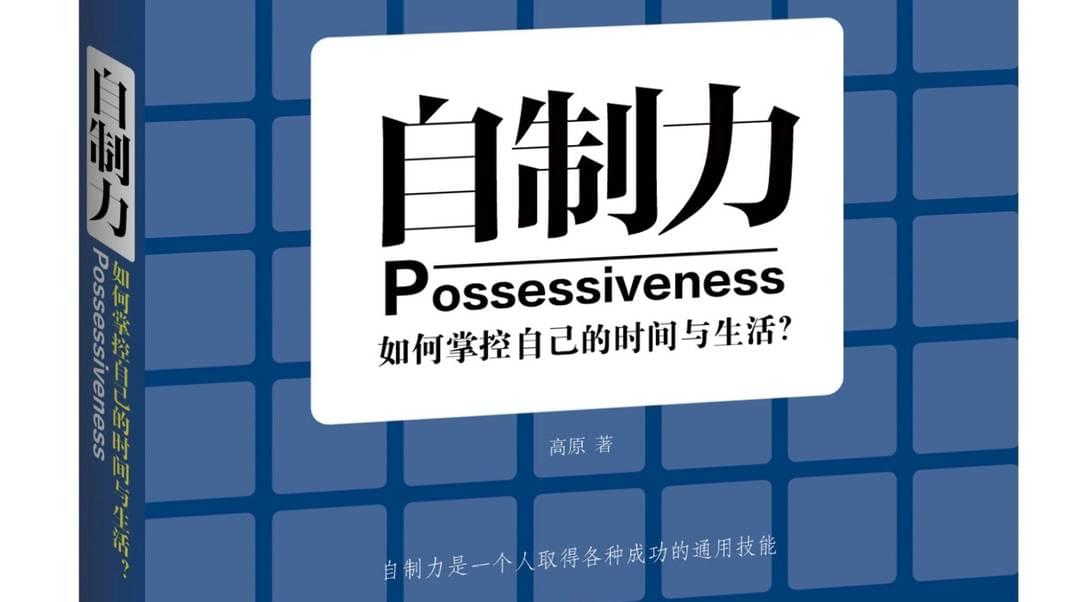 自制力
Possessiveness
如何掌控自己的时间与生活?
自制力
Possessiveness
如何掌控自己的时间与生活?
高原 著
自制力是一个人取得各种成功的通用技能